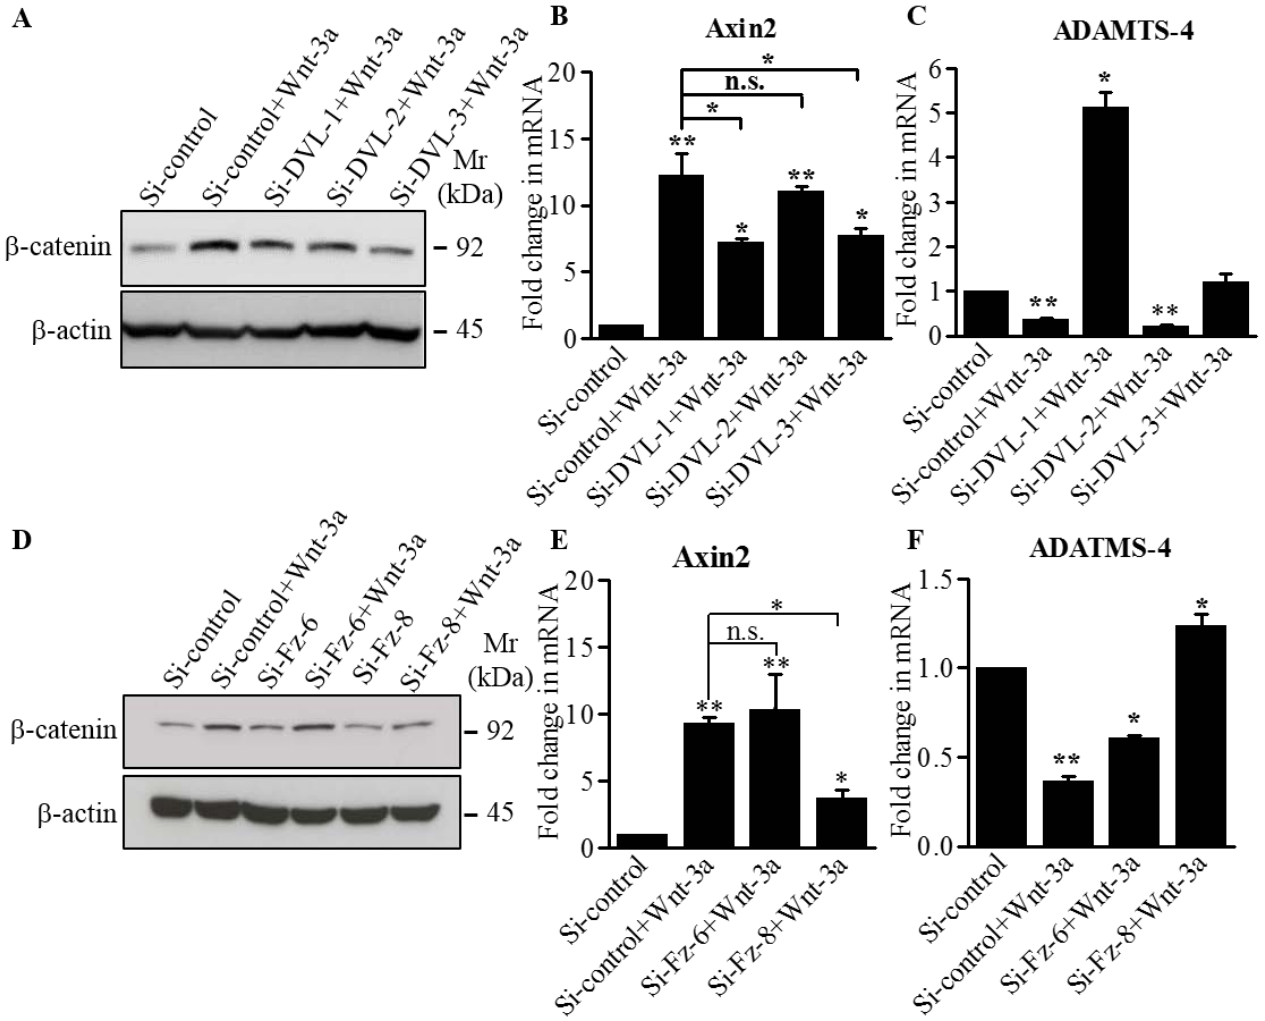 A
Si-control
Si-control+Wnt-3a
Si-DVL-1+Wnt-3a
Si-DVL-2+Wnt-3a
Si-DVL-3+Wnt-3a
Mr
(kDa)
β-catenin
92
β-actin
45
B
Axin2
Fold change in mRNA
20
15
10
5
0
*
n.s.
*
**
*
**
*
Si-control
Si-control+Wnt-3a
Si-DVL-1+Wnt-3a
Si-DVL-2+Wnt-3a
Si-DVL-3+Wnt-3a
C
ADAMTS-4
Fold change in mRNA
6
5
4
3
2
1
0
**
*
**
Si-control
Si-control+Wnt-3a
Si-DVL-1+Wnt-3a
Si-DVL-2+Wnt-3a
Si-DVL-3+Wnt-3a
D
Si-control
Si-control+Wnt-3a
Si-Fz-6
Si-Fz-6+Wnt-3a
Si-Fz-8
Si-Fz-8+Wnt-3a
Mr
(kDa)
β-catenin
92
β-actin
45
E
Axin2
Fold change in mRNA
20
15
10
5
0
*
n.s.
**
**
*
Si-control
Si-control+Wnt-3a
Si-Fz-6+Wnt-3a
Si-Fz-8+Wnt-3a
F
ADATMS-4
Fold change in mRNA
1.5
1.0
0.5
0.0
**
*
*
Si-control
Si-control+Wnt-3a
Si-Fz-6+Wnt-3a
Si-Fz-8+Wnt-3a